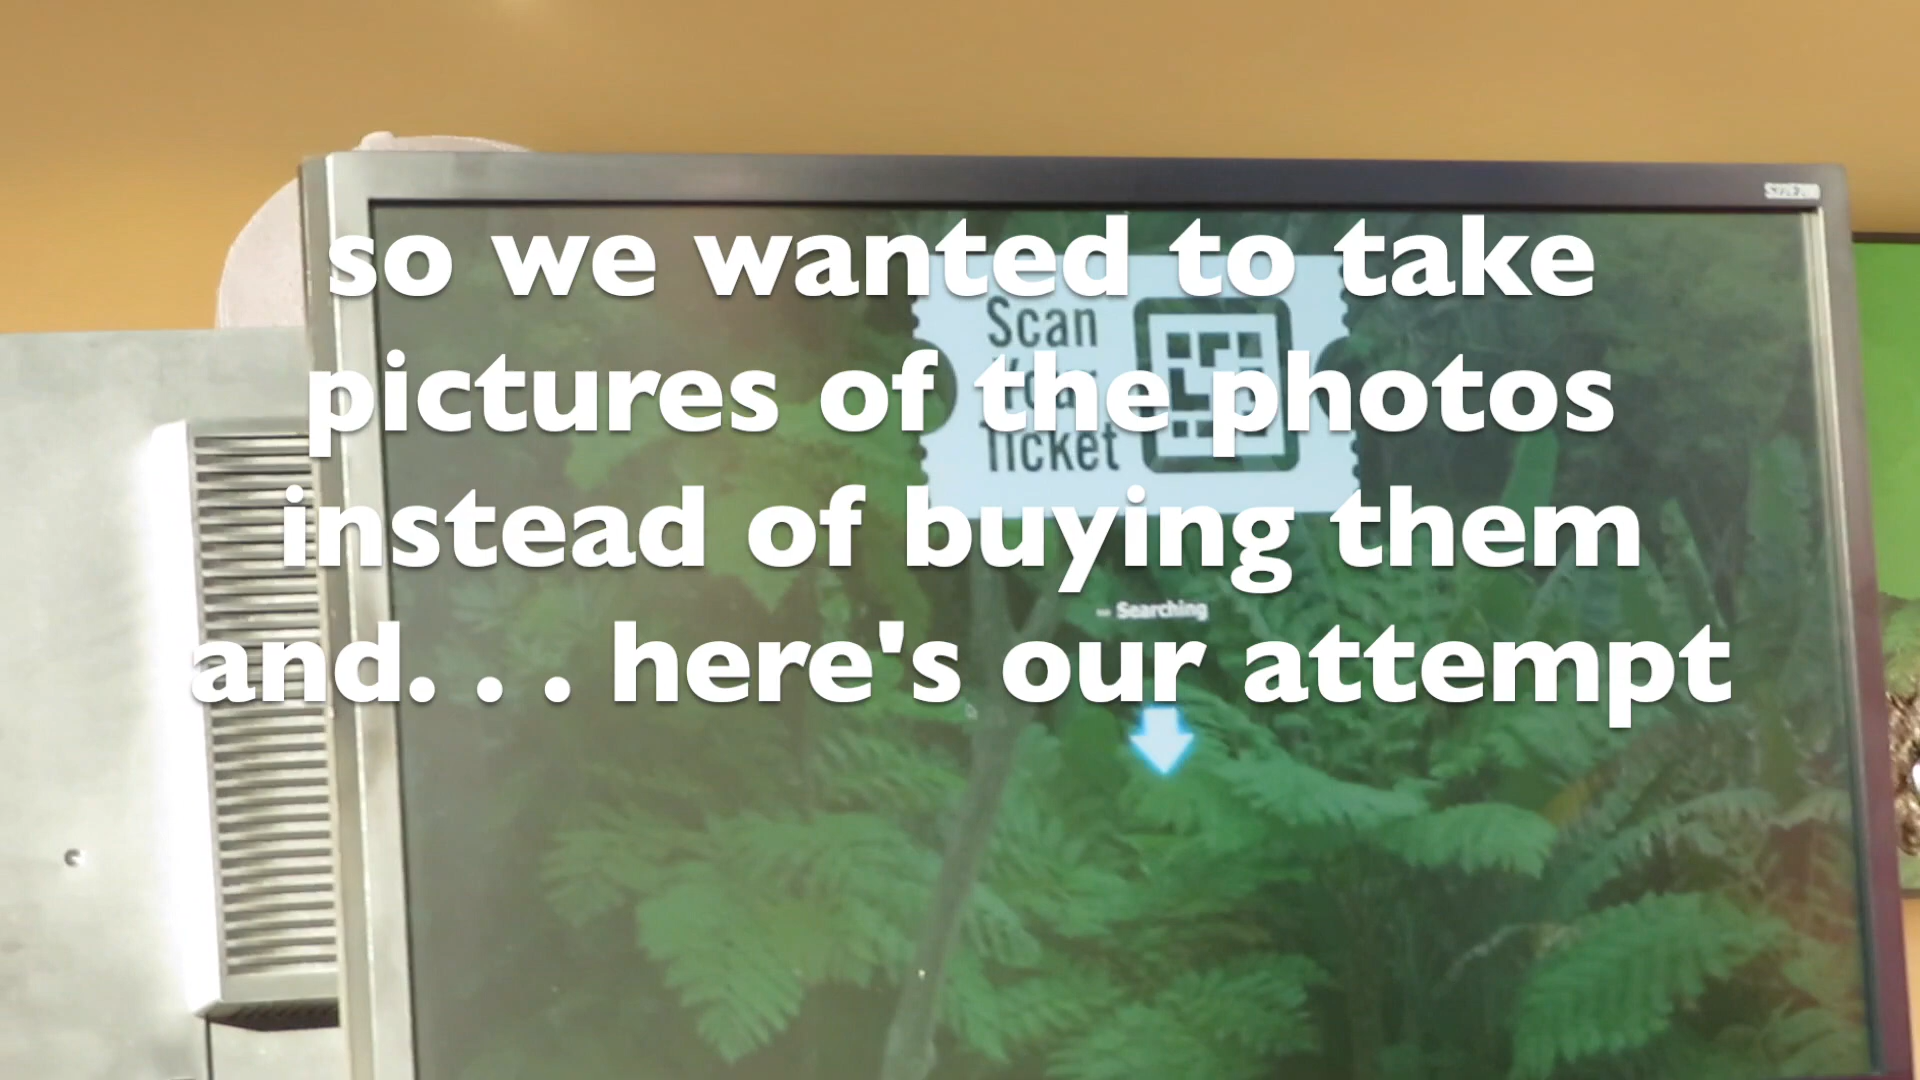 so we wanted to take
Scan
Your
Ticket
pictures of the photos
instead of buying them
Searching
and. . . here's our attempt